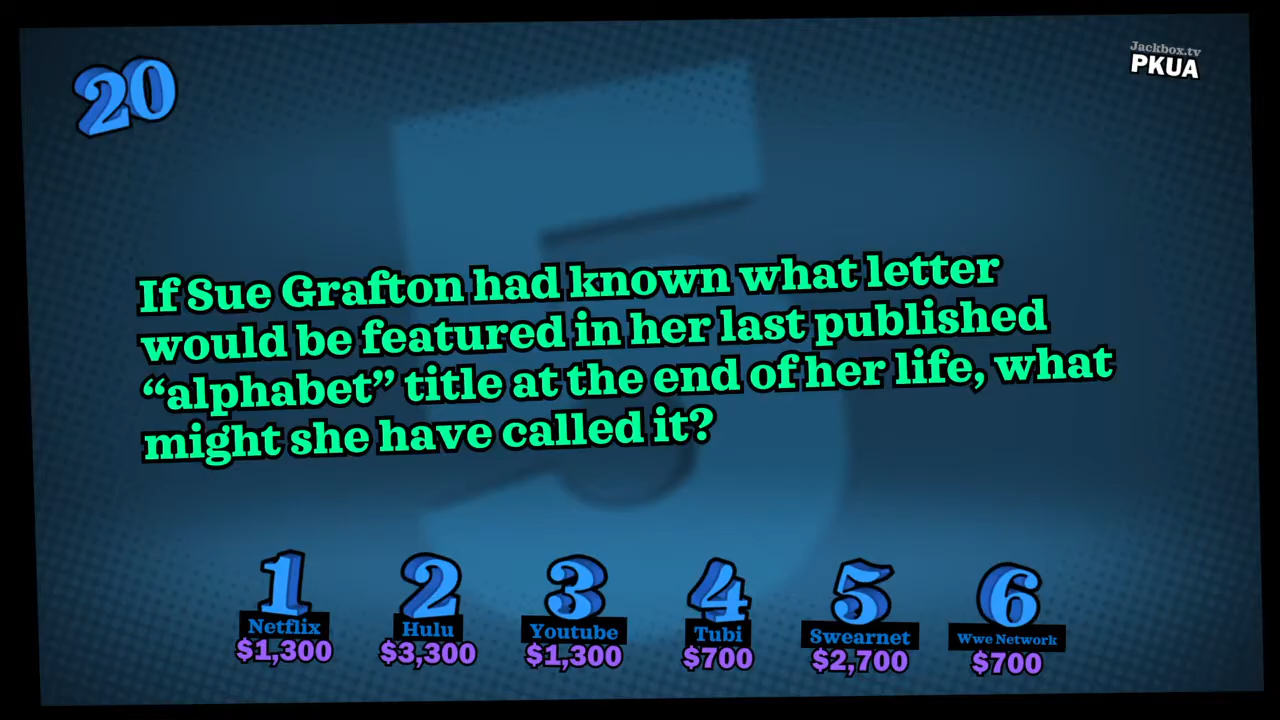 20
Jackbox.tv
PKUA
5
If Sue Grafton had known what letter
would be featured in her last published
“alphabet” title at the end of her life, what
might she have called it?
1 2 3 4 5 6
Netflix Hulu Youtube Tubi Swearnet Wwe Network
$1,300 $3,300 $1,300 $700 $2,700 $700